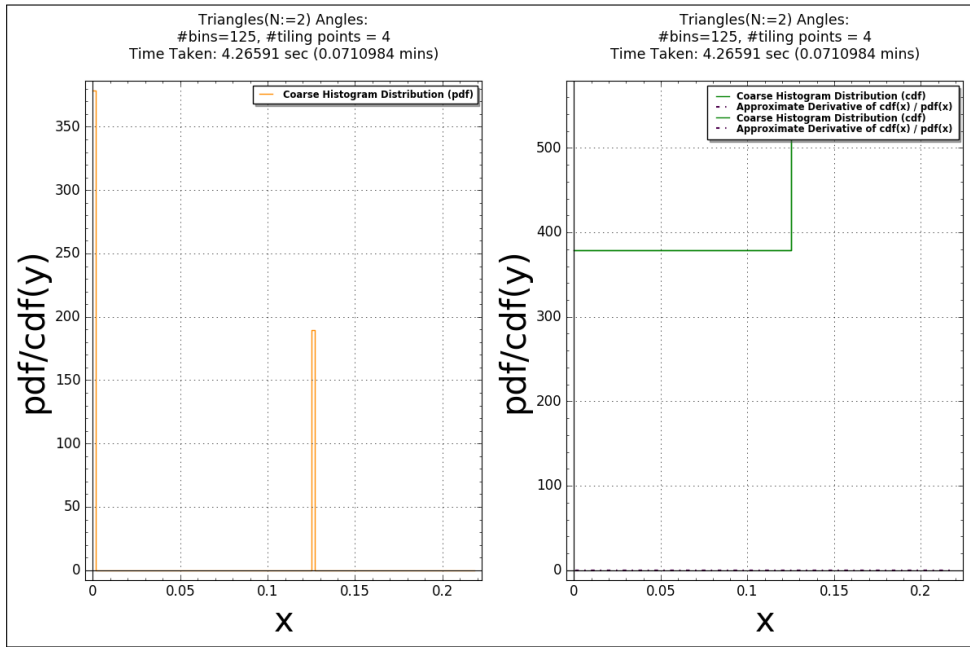 Triangles(N:=2) Angles:
#bins=125, #tiling points = 4
Time Taken: 4.26591 sec (0.0710984 mins)
Coarse Histogram Distribution (pdf)
350
300
250
200
150
100
50
0
pdf/cdf(y)
0
0.05
0.1
0.15
0.2
x
Triangles(N:=2) Angles:
#bins=125, #tiling points = 4
Time Taken: 4.26591 sec (0.0710984 mins)
Coarse Histogram Distribution (cdf)
Approximate Derivative of cdf(x) / pdf(x)
Coarse Histogram Distribution (cdf)
Approximate Derivative of cdf(x) / pdf(x)
500
400
300
200
100
0
pdf/cdf(y)
0
0.05
0.1
0.15
0.2
x